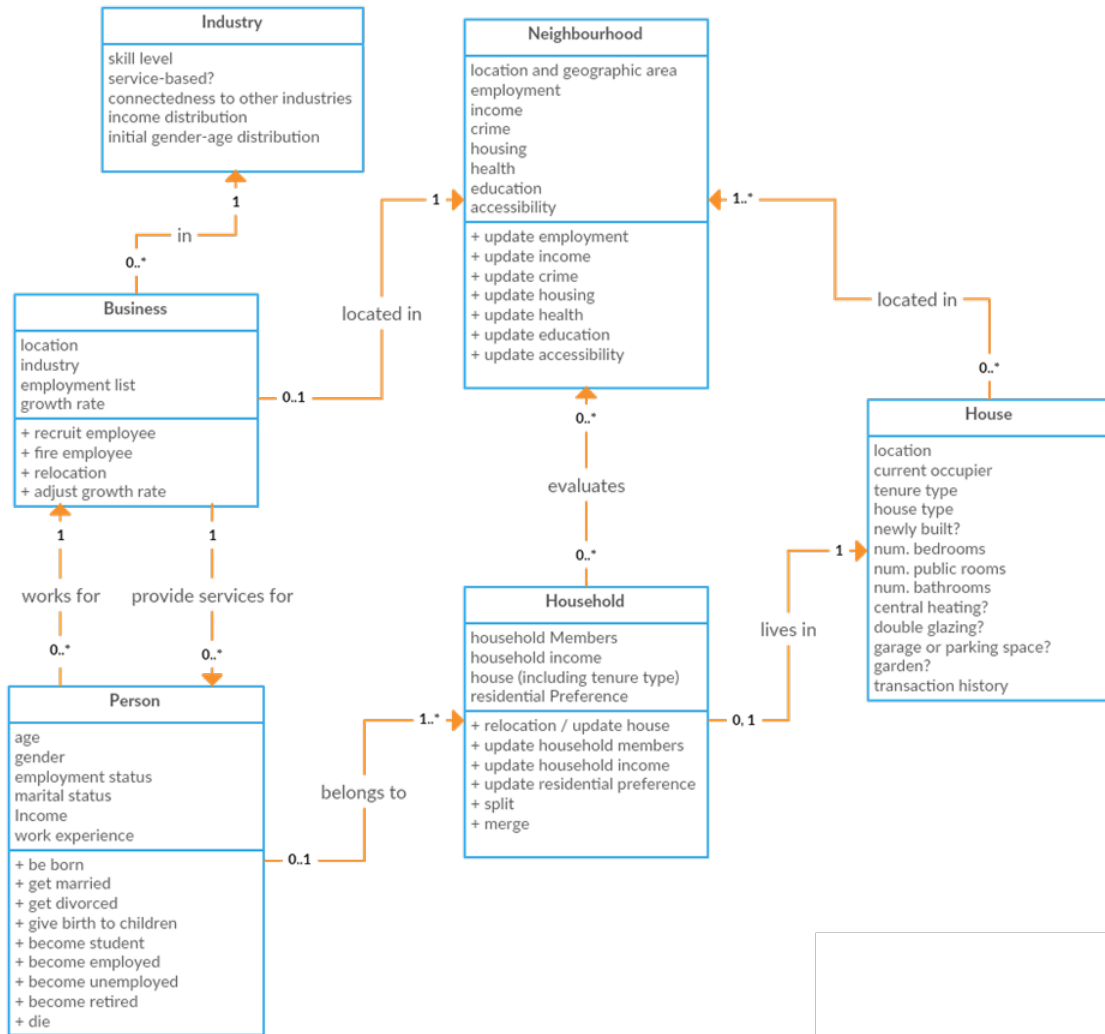 Industry
skill level
service-based?
connectedness to other industries
income distribution
initial gender-age distribution
1
in
0..*
Business
location
industry
employment list
growth rate
+ recruit employee
+ fire employee
+ relocation
+ adjust growth rate
0..1
located in
1
Neighbourhood
location and geographic area
employment
income
crime
housing
health
education
accessibility
+ update employment
+ update income
+ update crime
+ update housing
+ update health
+ update education
+ update accessibility
1..*
located in
0..*
House
location
current occupier
tenure type
house type
newly built?
num. bedrooms
num. public rooms
num. bathrooms
central heating?
double glazing?
garage or parking space?
garden?
transaction history
0..*
evaluates
0..*
Household
household Members
household income
house (including tenure type)
residential Preference
+ relocation / update house
+ update household members
+ update household income
+ update residential preference
+ split
+ merge
0, 1
lives in
1
1
works for
0..*
1
provide services for
0..*
Person
age
gender
employment status
marital status
Income
work experience
+ be born
+ get married
+ get divorced
+ give birth to children
+ become student
+ become employed
+ become unemployed
+ become retired
+ die
0..1
belongs to
1..*